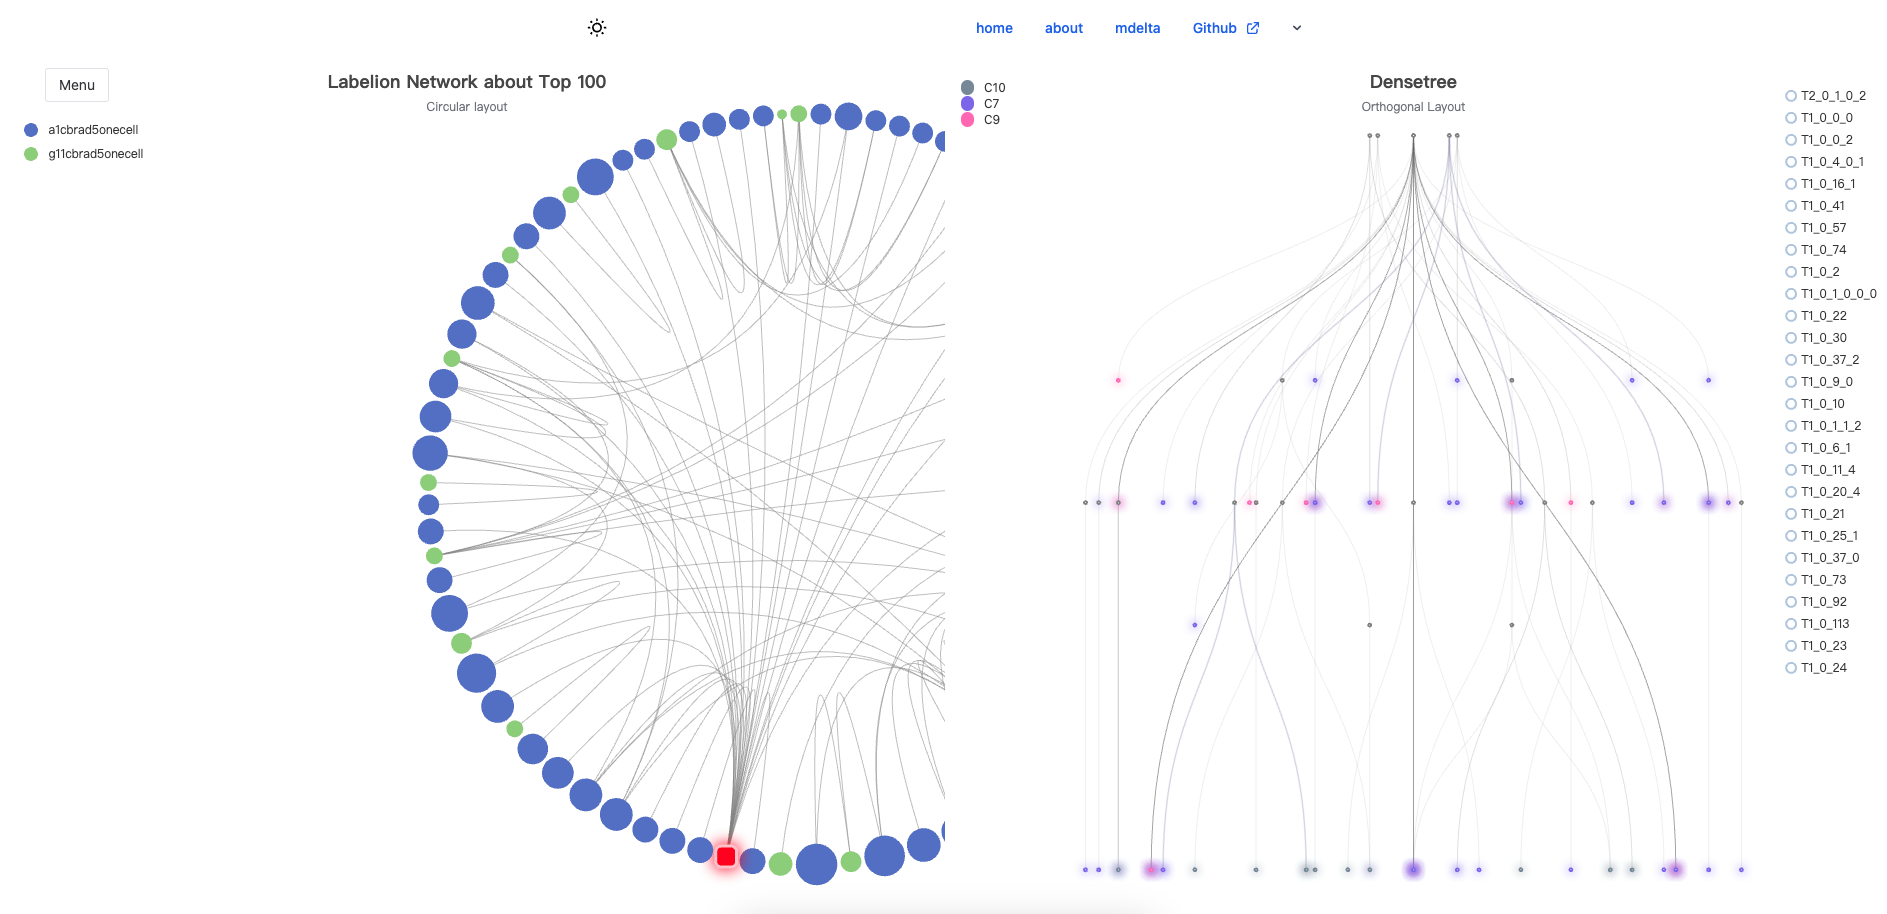 home about mdelta Github
Menu
a1cbrad5onecell
g11cbrad5onecell
Labelion Network about Top 100
Circular layout
C10
C7
C9
Densetree
Orthogonal Layout
T2_0_1_0_2
T1_0_0_0
T1_0_0_2
T1_0_4_0_1
T1_0_16_1
T1_0_41
T1_0_57
T1_0_74
T1_0_2
T1_0_1_0_0_0
T1_0_22
T1_0_30
T1_0_37_2
T1_0_9_0
T1_0_10
T1_0_1_1_2
T1_0_6_1
T1_0_11_4
T1_0_20_4
T1_0_21
T1_0_25_1
T1_0_37_0
T1_0_73
T1_0_92
T1_0_113
T1_0_23
T1_0_24